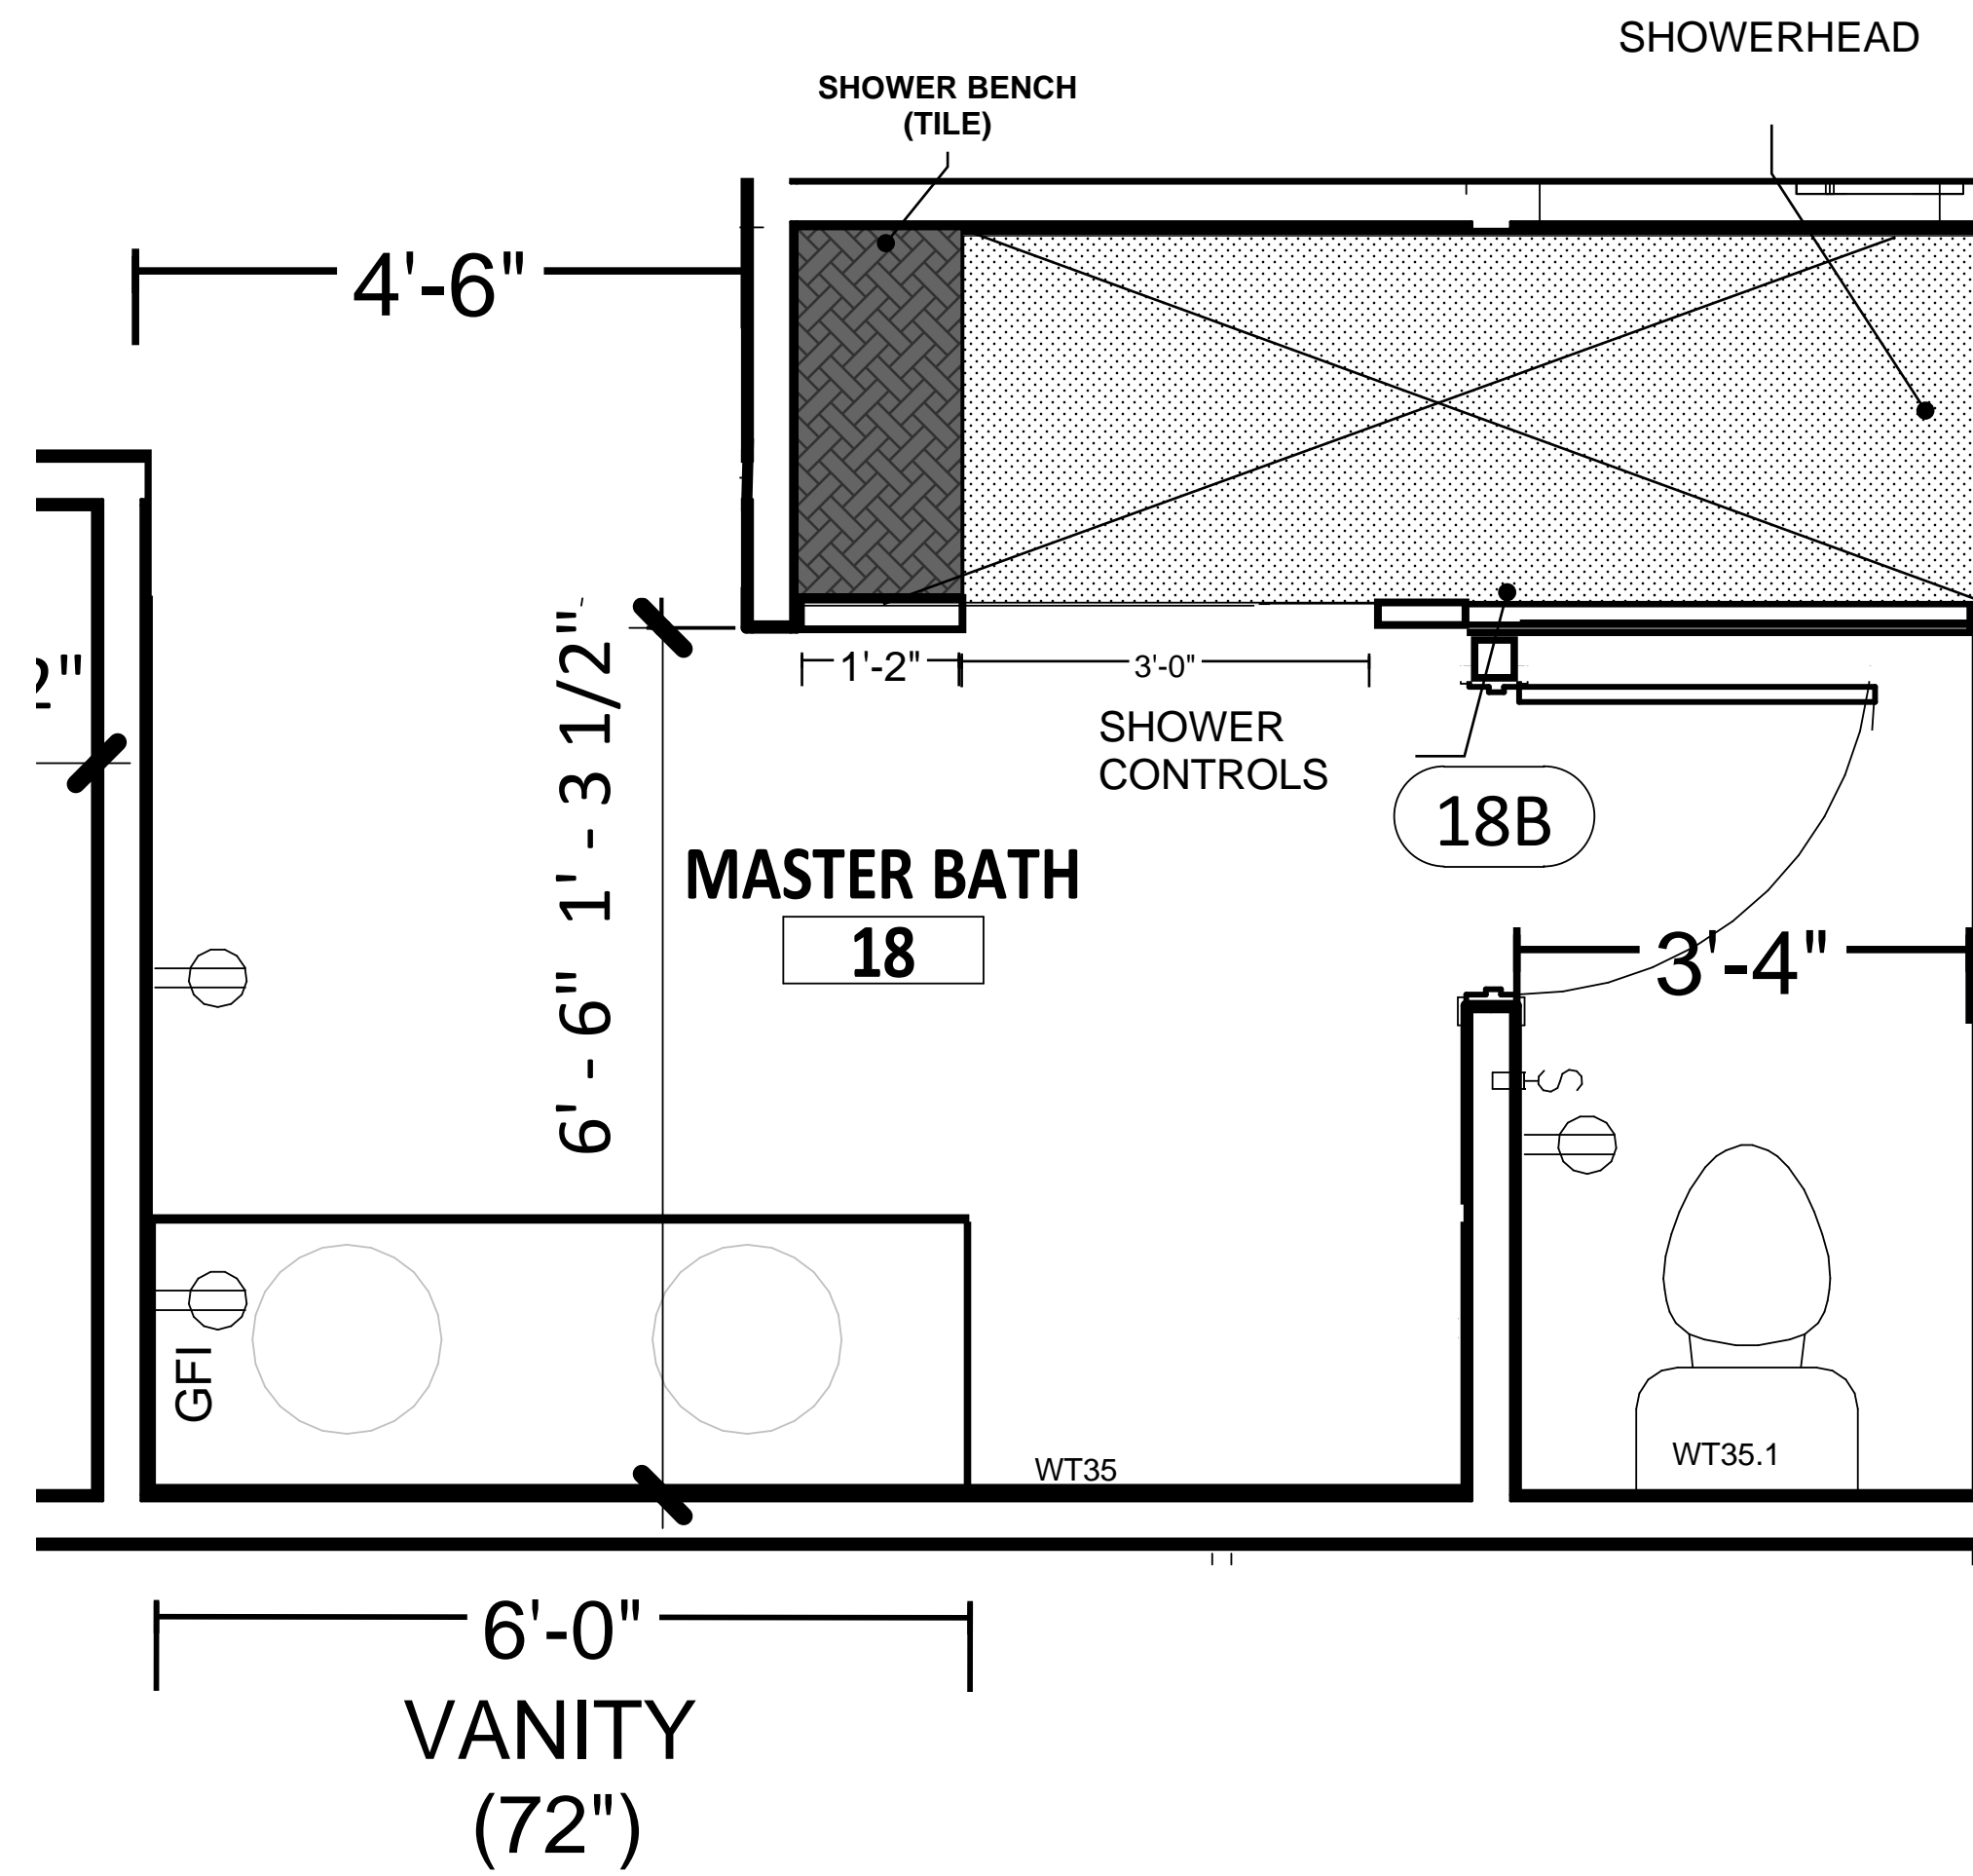 SHOWERHEAD
SHOWER BENCH
(TILE)
4'-6"
1'-2"
3'-0"
6' - 6" 1' - 3 1/2"
SHOWER
CONTROLS
18B
MASTER BATH
18
3'-4"
S
GFI
WT35
WT35.1
6'-0"
VANITY
(72")